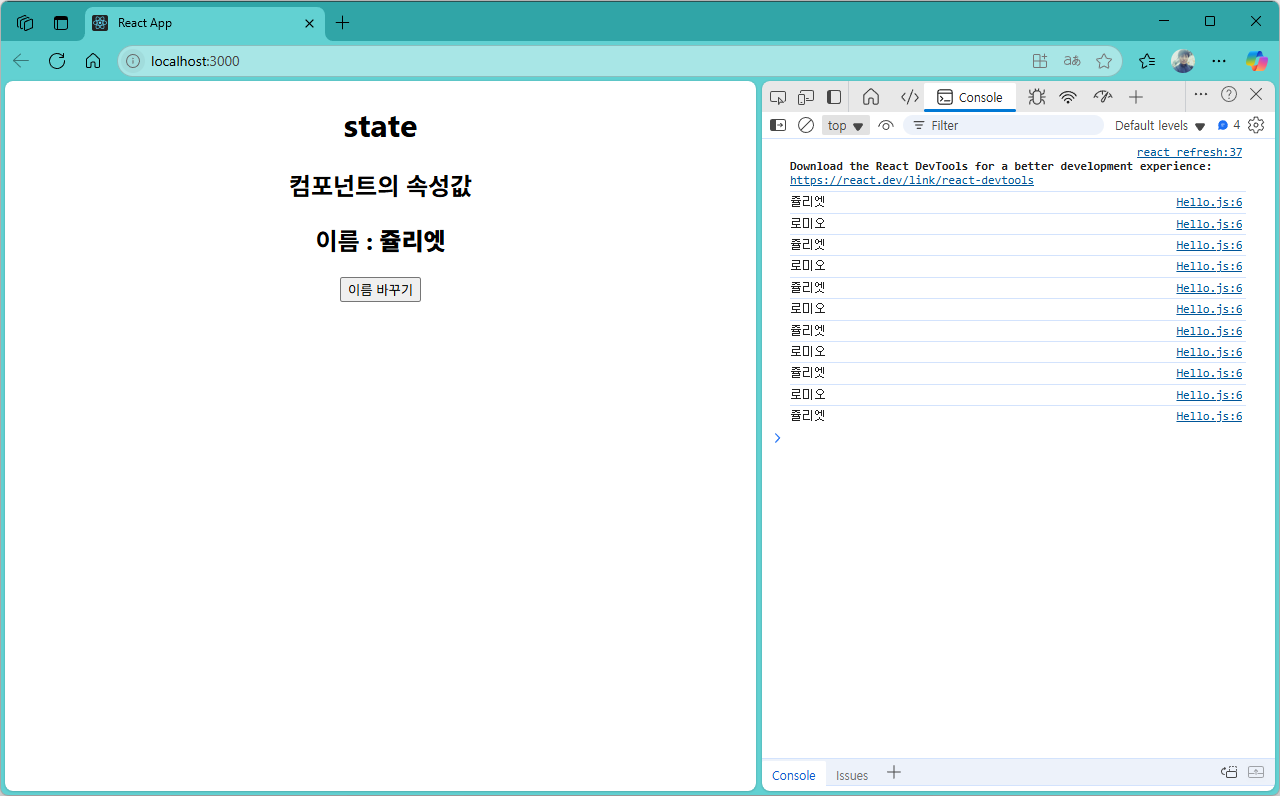 React App
localhost:3000
aあ
state
컴포넌트의 속성값
이름 : 쥴리엣
이름 바꾸기
Console
top
Filter
Default levels
4
react refresh:37
Download the React DevTools for a better development experience:
https://react.dev/link/react-devtools
쥴리엣 Hello.js:6
로미오 Hello.js:6
쥴리엣 Hello.js:6
로미오 Hello.js:6
쥴리엣 Hello.js:6
로미오 Hello.js:6
쥴리엣 Hello.js:6
로미오 Hello.js:6
쥴리엣 Hello.js:6
로미오 Hello.js:6
쥴리엣 Hello.js:6
Console Issues